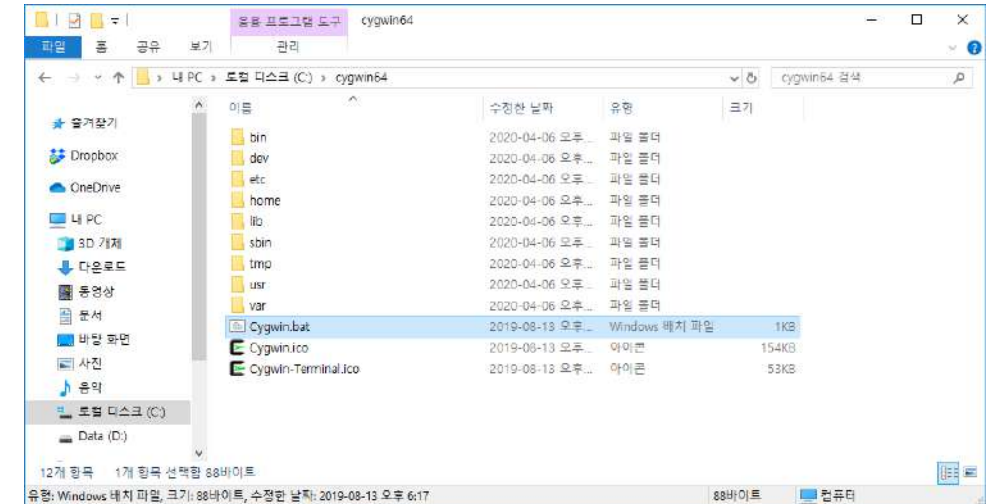 응용 프로그램 도구 cygwin64
파일 홈 공유 보기 관리
내 PC › 로컬 디스크 (C:) › cygwin64 cygwin64 검색
이름 수정한 날짜 유형 크기
즐겨찾기
Dropbox
OneDrive
내 PC
3D 개체
다운로드
동영상
문서
바탕 화면
사진
음악
로컬 디스크 (C:)
Data (D:)
bin 2020-04-06 오후... 파일 폴더
dev 2020-04-06 오후... 파일 폴더
etc 2020-04-06 오후... 파일 폴더
home 2020-04-06 오후... 파일 폴더
lib 2020-04-06 오후... 파일 폴더
sbin 2020-04-06 오후... 파일 폴더
tmp 2020-04-06 오후... 파일 폴더
usr 2020-04-06 오후... 파일 폴더
var 2020-04-06 오후... 파일 폴더
Cygwin.bat 2019-08-13 오후... Windows 배치 파일 1KB
Cygwin.ico 2019-08-13 오후... 아이콘 154KB
Cygwin-Terminal.ico 2019-08-13 오후... 아이콘 53KB
12개 항목 1개 항목 선택함 88바이트
유형: Windows 배치 파일, 크기: 88바이트, 수정한 날짜: 2019-08-13 오후 6:17 88바이트 컴퓨터